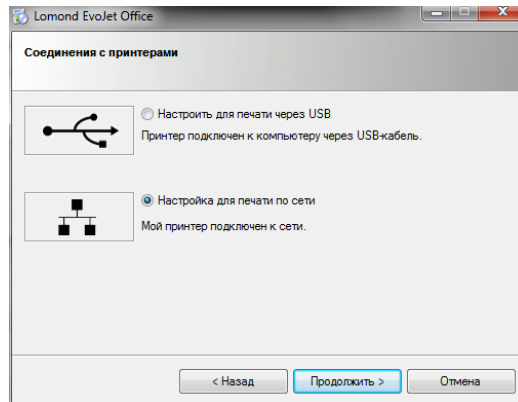 Lomond EvoJet Office
Соединения с принтерами
Настроить для печати через USB
Принтер подключен к компьютеру через USB-кабель.
Настройка для печати по сети
Мой принтер подключен к сети.
< Назад
Продолжить >
Отмена